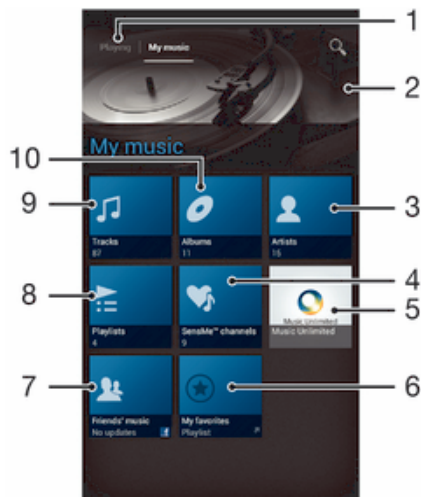 1
Playing | My music
2
My music
10
9
Tracks
87
Albums
11
Artists
16
3
8
Playlists
4
SensMe™ channels
9
4
Music Unlimited
Music Unlimited
5
7
Friends' music
No updates
f
My favorites
Playlist
P
6